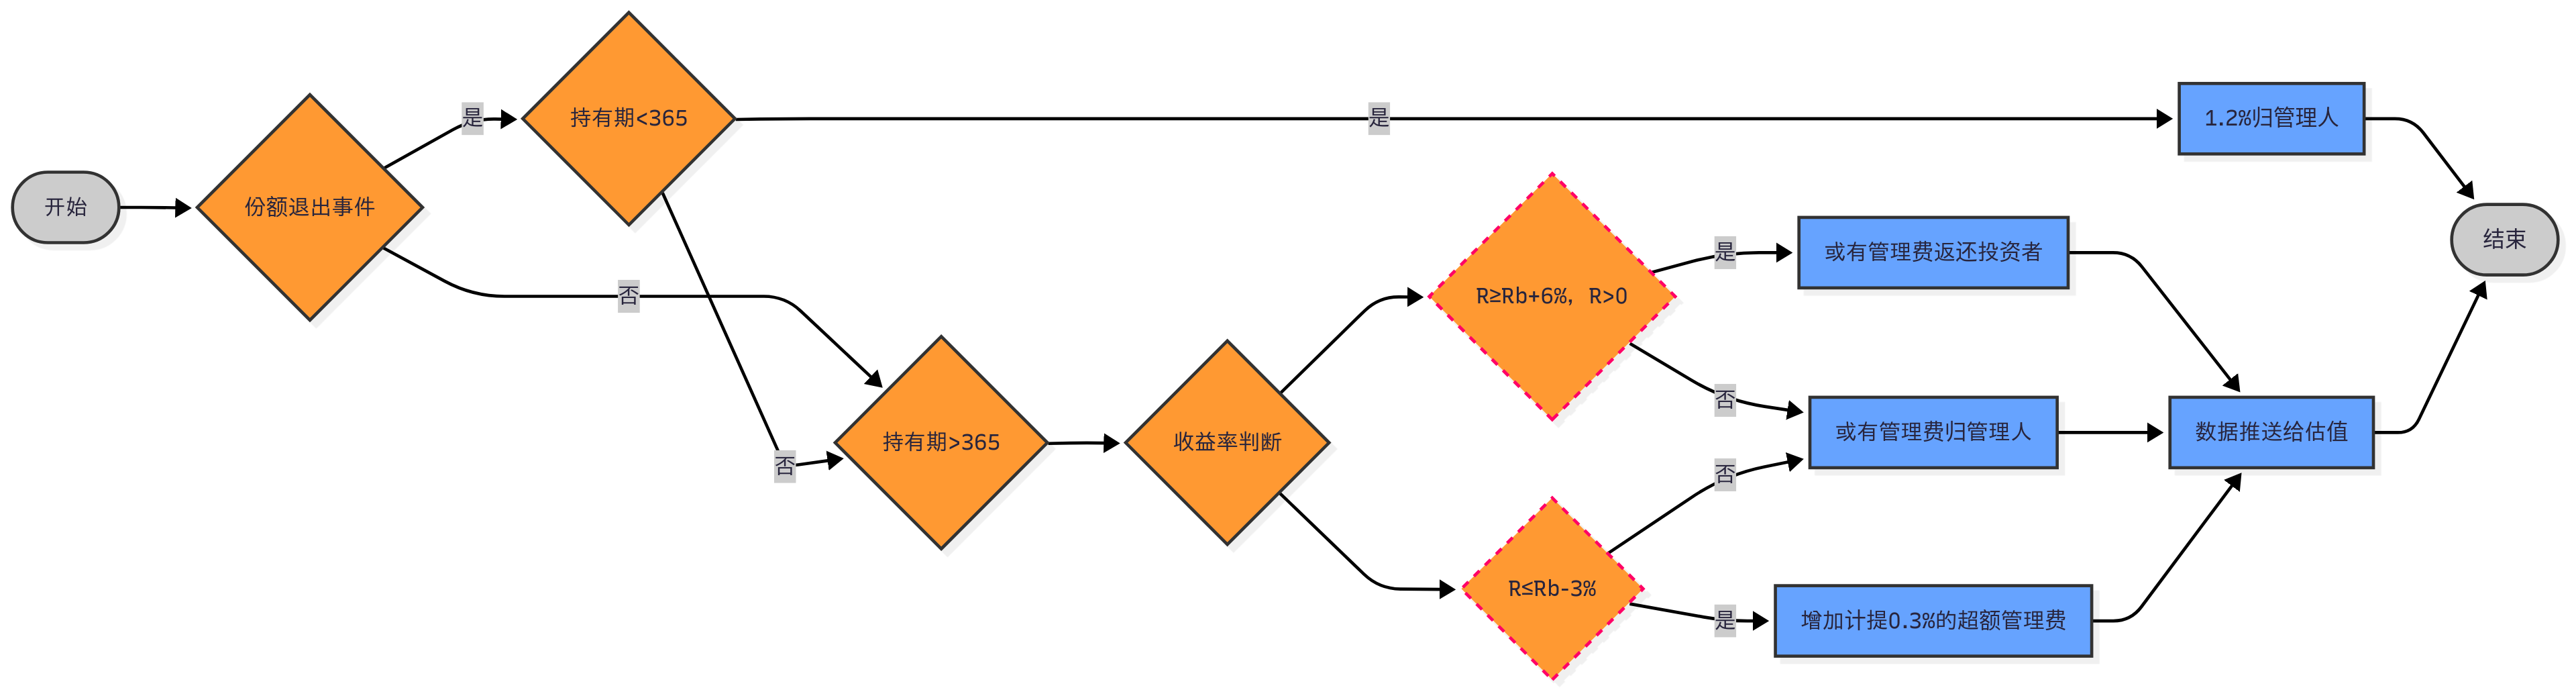 开始
份额退出事件
是
否
持有期<365
是
否
持有期>365
收益率判断
R≥Rb+6%, R>0
是
否
R≤Rb-3%
否
是
或有管理费返还投资者
或有管理费归管理人
增加计提0.3%的超额管理费
1.2%归管理人
数据推送给估值
结束